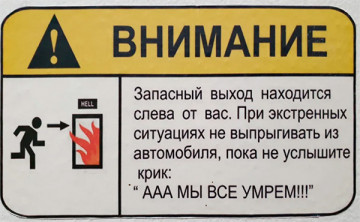 ВНИМАНИЕ
HELL
Запасный выход находится
слева от вас. При экстренных
ситуациях не выпрыгивать из
автомобиля, пока не услышите
крик:
“ ААА МЫ ВСЕ УМРЕМ!!!”